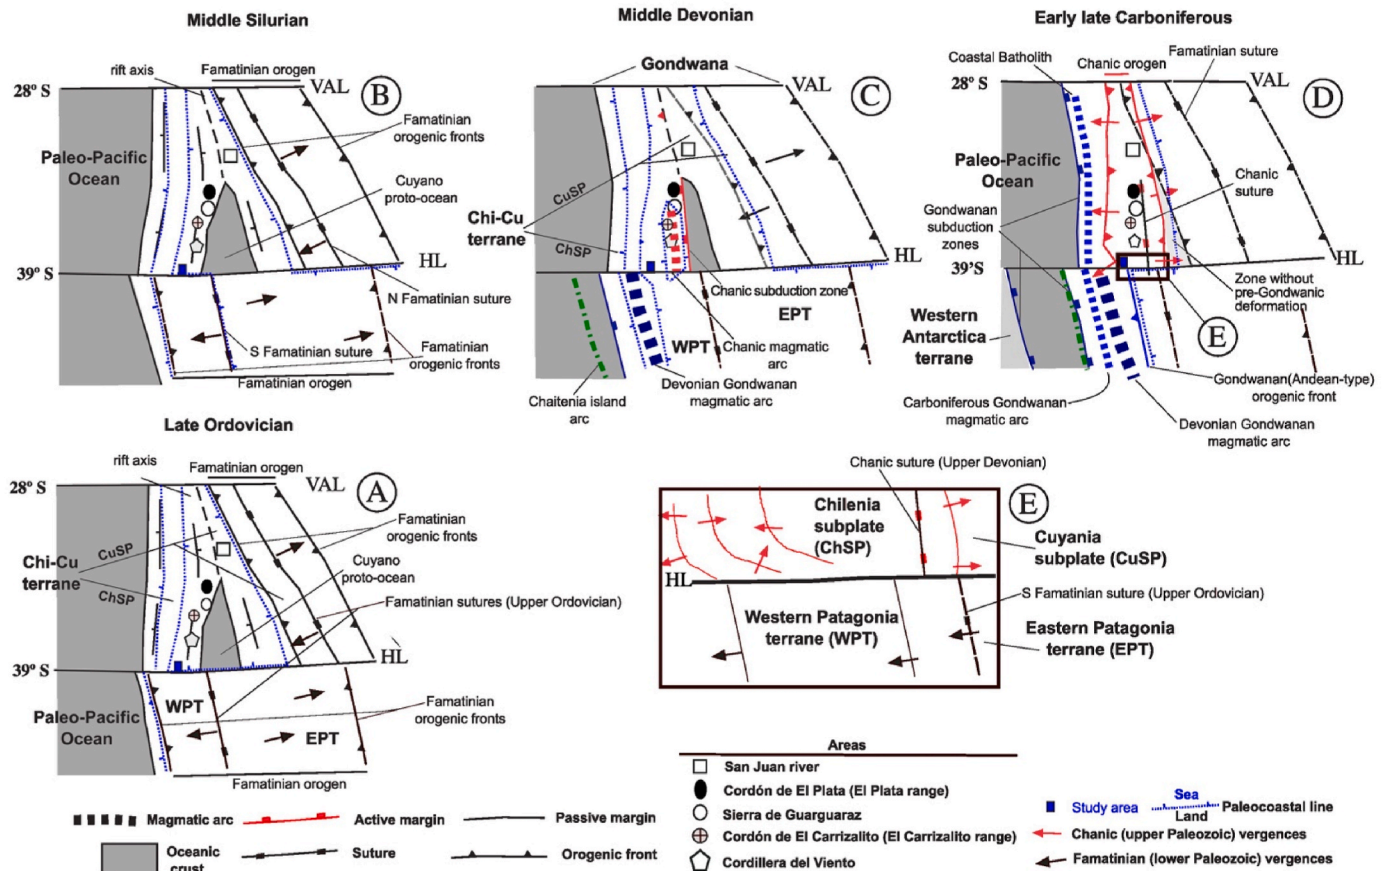 Middle Silurian
rift axis
Famatinian orogen
28° S
VAL
B
Famatinian
orogenic fronts
Paleo-Pacific
Ocean
Cuyano
proto-ocean
39° S
HL
N Famatinian suture
S Famatinian suture
Famatinian
orogenic fronts
Famatinian orogen
Middle Devonian
Gondwana
VAL
C
CuSP
Chi-Cu
terrane
ChSP
HL
Chanic subduction zone
EPT
WPT
Chanic magmatic
arc
Devonian Gondwanan
magmatic arc
Chaitenia island
arc
Early late Carboniferous
Coastal Batholith
Chanic orogen
Famatinian suture
28° S
VAL
D
Paleo-Pacific
Ocean
Chanic
suture
Gondwanan
subduction
zones
HL
39°S
Zone without
pre-Gondwanic
deformation
Western
Antarctica
terrane
E
Gondwanan(Andean-type)
orogenic front
Carboniferous Gondwanan
magmatic arc
Devonian Gondwanan
magmatic arc
Late Ordovician
rift axis
Famatinian orogen
28° S
VAL
A
Famatinian
orogenic fronts
CuSP
Chi-Cu
terrane
ChSP
Cuyano
proto-ocean
Famatinian sutures (Upper Ordovician)
39° S
HL
WPT
Paleo-Pacific
Ocean
EPT
Famatinian
orogenic fronts
Famatinian orogen
Chanic suture (Upper Devonian)
E
Chilenia
subplate
(ChSP)
Cuyania
subplate (CuSP)
HL
S Famatinian suture (Upper Ordovician)
Western Patagonia
terrane (WPT)
Eastern Patagonia
terrane (EPT)
Areas
San Juan river
Cordón de El Plata (El Plata range)
Sierra de Guarguaraz
Cordón de El Carrizalito (El Carrizalito range)
Cordillera del Viento
Magmatic arc
Active margin
Passive margin
Oceanic
crust
Suture
Orogenic front
Study area
Sea
Land
Paleocoastal line
Chanic (upper Paleozoic) vergences
Famatinian (lower Paleozoic) vergences